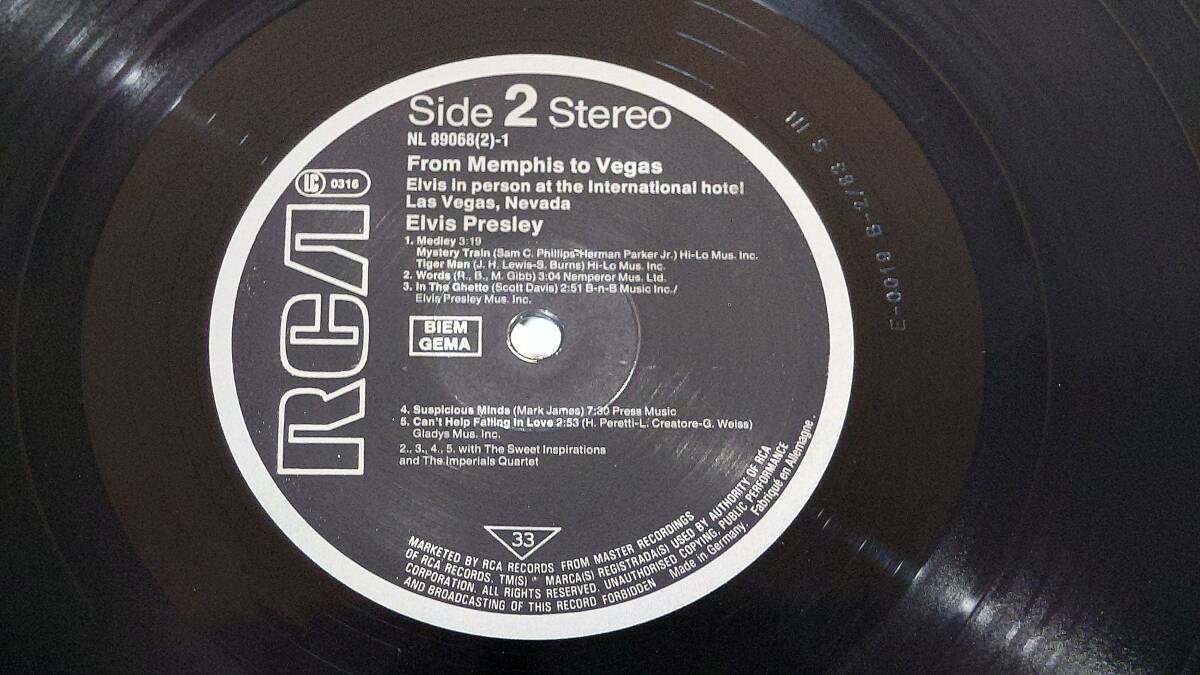 Side 2 Stereo
NL 89068(2)-1
From Memphis to Vegas
Elvis in person at the International hotel
Las Vegas, Nevada
Elvis Presley
1. Medley 3:19
Mystery Train (Sam C. Phillips-Herman Parker Jr.) Hi-Lo Mus. Inc.
Tiger Man (J. H. Lewis-S. Burns) Hi-Lo Mus. Inc.
2. Words (R., B., M. Gibb) 3:04 Nemperor Mus. Ltd.
3. In The Ghetto (Scott Davis) 2:51 B-n-B Music Inc./
Elvis Presley Mus. Inc.
LC 0316
RCA
BIEM
GEMA
4. Suspicious Minds (Mark James) 7:30 Press Music
5. Can't Help Falling In Love 2:53 (H. Peretti-L. Creatore-G. Weiss)
Gladys Mus. Inc.
2., 3., 4., 5. with The Sweet Inspirations
and The Imperials Quartet
33
MARKETED BY RCA RECORDS FROM MASTER RECORDINGS
OF RCA RECORDS. TM(S) ® MARCA(S) REGISTRADA(S) USED BY AUTHORITY OF RCA
CORPORATION. ALL RIGHTS RESERVED. UNAUTHORISED COPYING, PUBLIC PERFORMANCE
AND BROADCASTING OF THIS RECORD FORBIDDEN Made in Germany. Fabriqué en Allemagne.
E-0019 B-2/83 S III